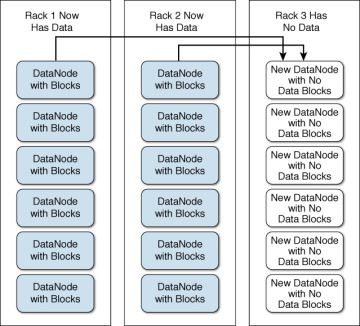 Rack 1 Now
Has Data
Rack 2 Now
Has Data
Rack 3 Has
No Data
DataNode
with Blocks
DataNode
with Blocks
DataNode
with Blocks
DataNode
with Blocks
DataNode
with Blocks
DataNode
with Blocks
DataNode
with Blocks
DataNode
with Blocks
DataNode
with Blocks
DataNode
with Blocks
DataNode
with Blocks
DataNode
with Blocks
New DataNode
with No
Data Blocks
New DataNode
with No
Data Blocks
New DataNode
with No
Data Blocks
New DataNode
with No
Data Blocks
New DataNode
with No
Data Blocks
New DataNode
with No
Data Blocks